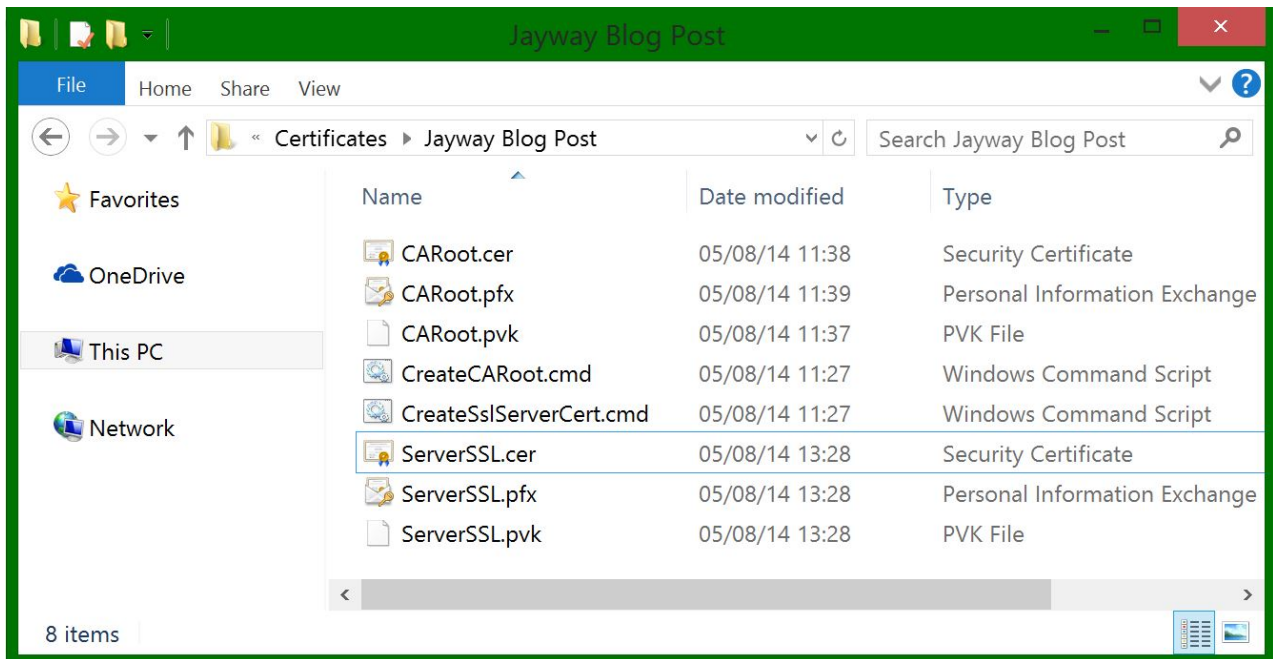 Jayway Blog Post
File Home Share View
« Certificates Jayway Blog Post Search Jayway Blog Post
Favorites
OneDrive
This PC
Network
Name Date modified Type
CARoot.cer 05/08/14 11:38 Security Certificate
CARoot.pfx 05/08/14 11:39 Personal Information Exchange
CARoot.pvk 05/08/14 11:37 PVK File
CreateCARoot.cmd 05/08/14 11:27 Windows Command Script
CreateSslServerCert.cmd 05/08/14 11:27 Windows Command Script
ServerSSL.cer 05/08/14 13:28 Security Certificate
ServerSSL.pfx 05/08/14 13:28 Personal Information Exchange
ServerSSL.pvk 05/08/14 13:28 PVK File
8 items